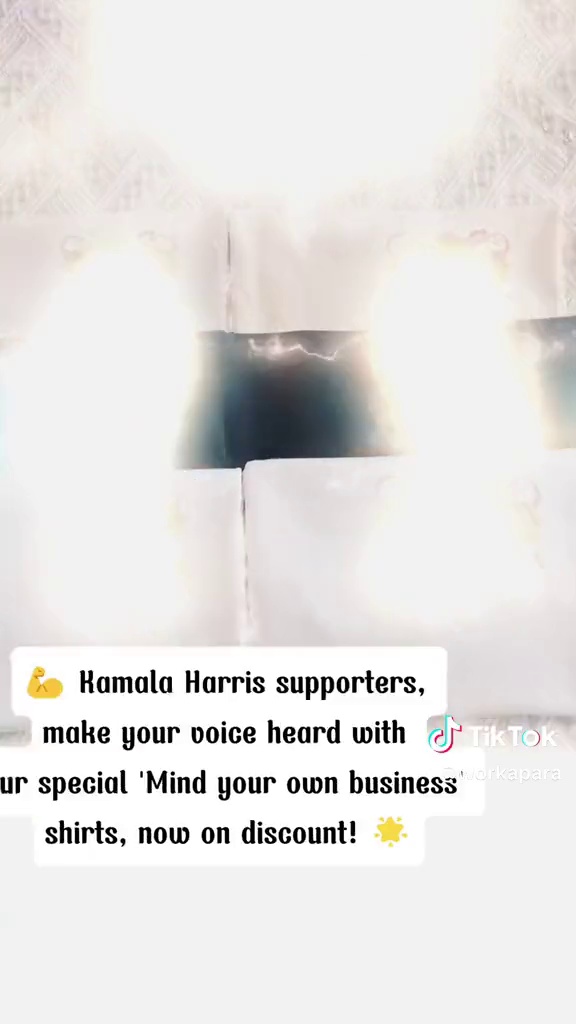 💪 Kamala Harris supporters,
make your voice heard with
ur special 'Mind your own business'
shirts, now on discount! 🌟
TikTok
@workapara